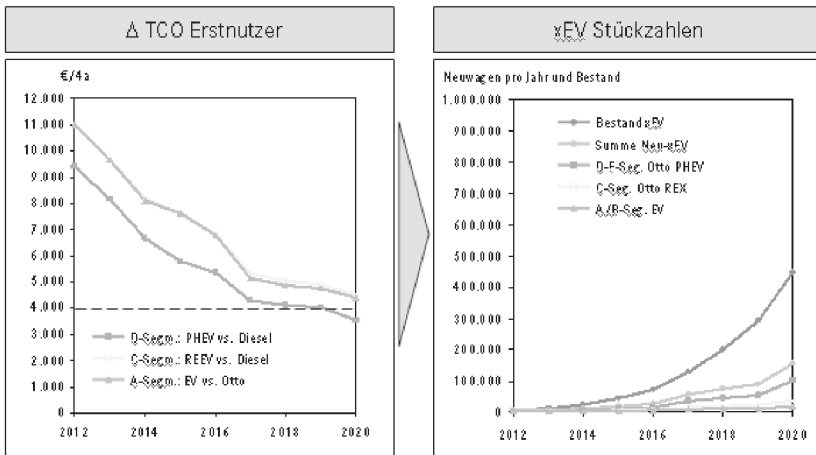 Δ TCO Erstnutzer
€/4a
12.000
11.000
10.000
9.000
8.000
7.000
6.000
5.000
4.000
3.000
2.000
1.000
0
D-Segm.: PHEV vs. Diesel
C-Segm.: REEV vs. Diesel
A-Segm.: EV vs. Otto
2012 2014 2016 2018 2020
xEV Stückzahlen
Neuwagen pro Jahr und Bestand
1.000.000
900.000
800.000
700.000
600.000
500.000
400.000
300.000
200.000
100.000
0
Bestand xEV
Summe Neu-xEV
D-F-Seg. Otto PHEV
C-Seg. Otto REX
A/B-Seg. EV
2012 2014 2016 2018 2020